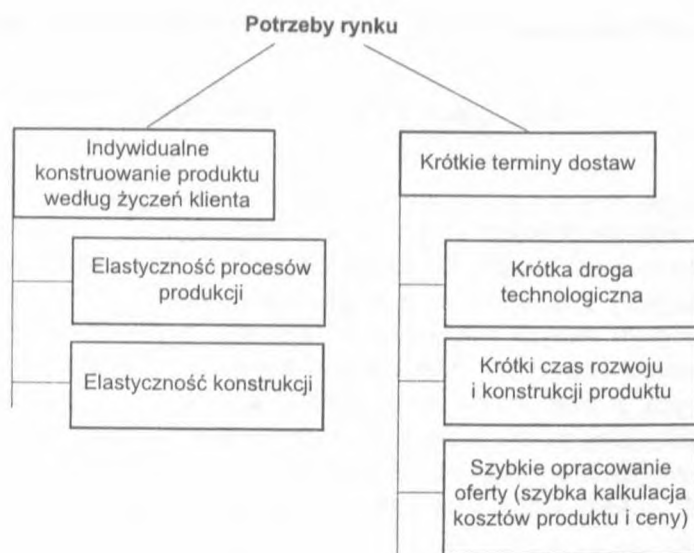 Potrzeby rynku
Indywidualne
konstruowanie produktu
według życzeń klienta
Elastyczność procesów
produkcji
Elastyczność konstrukcji
Krótkie terminy dostaw
Krótka droga
technologiczna
Krótki czas rozwoju
i konstrukcji produktu
Szybkie opracowanie
oferty (szybka kalkulacja
kosztów produktu i ceny)